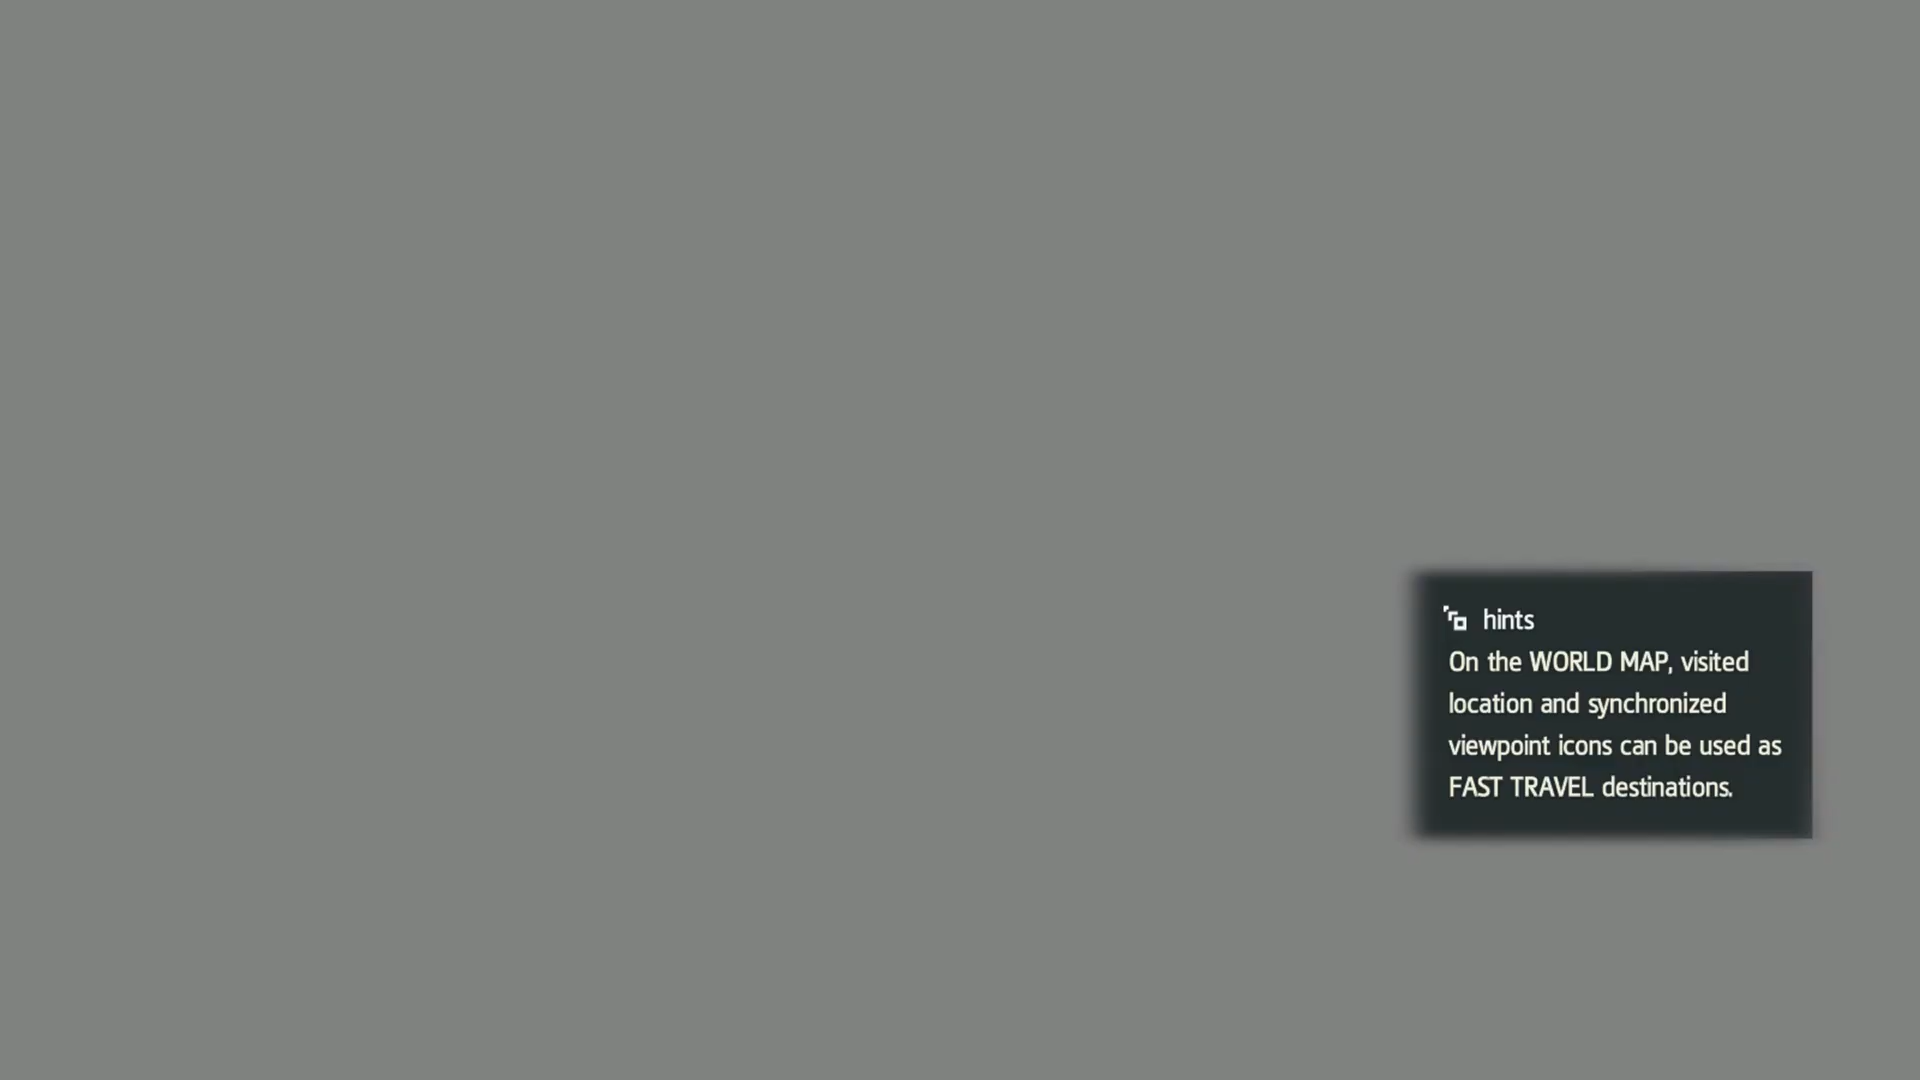 hints
On the WORLD MAP, visited
location and synchronized
viewpoint icons can be used as
FAST TRAVEL destinations.